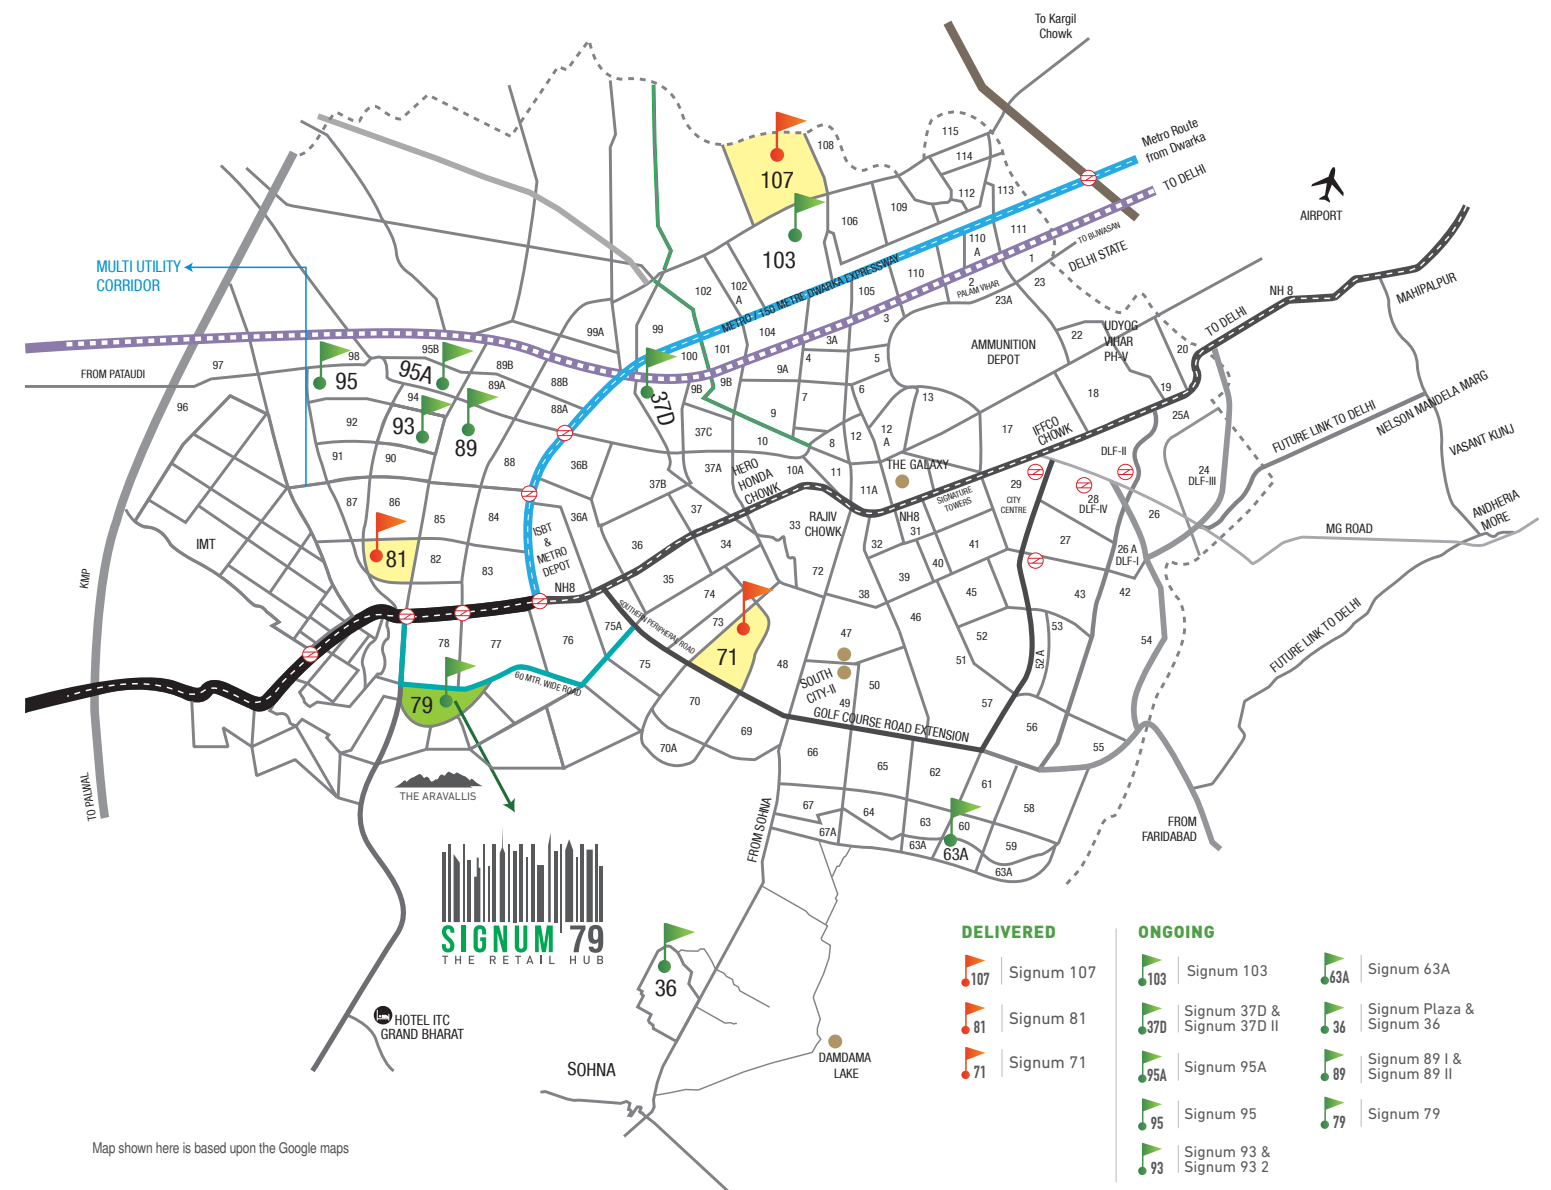 To Kargil
Chowk
Metro Route
from Dwarka
TO DELHI
AIRPORT
115
108
114
107
112
113
109
106
111
TO BIJWASAN
DELHI STATE
110
A
1
103
METRO / 150 METRE DWARKA EXPRESSWAY
110
2
PALAM VIHAR
23
23A
MULTI UTILITY
CORRIDOR
102
102
A
105
NH 8
MAHIPALPUR
3
TO DELHI
99A
99
104
3A
22
UDYOG
VIHAR
PH-V
AMMUNITION
DEPOT
20
FROM PATAUDI
97
98
95B
89B
100
101
4
5
9A
95
95A
89A
88B
9B
9B
19
96
94
88A
37D
7
6
13
18
25A
NELSON MANDELA MARG
92
93
89
37C
9
12
12
A
17
IFFCO
CHOWK
FUTURE LINK TO DELHI
VASANT KUNJ
10
8
DLF-II
91
90
88
36B
37A
HERO
HONDA
CHOWK
10A
11
THE GALAXY
24
DLF-III
37B
11A
SIGNATURE
TOWERS
29
CITY
CENTRE
28
DLF-IV
26
ANDHERIA
MORE
87
86
85
84
36A
37
33
RAJIV
CHOWK
NH8
31
MG ROAD
IMT
ISBT
&
METRO
DEPOT
36
34
32
41
27
26 A
DLF-I
81
82
83
40
KMP
NH8
35
72
39
74
38
45
43
42
SOUTHERN PERIPHERAL ROAD
73
46
FUTURE LINK TO DELHI
75A
78
77
76
71
47
52
53
54
75
48
51
52 A
SOUTH
CITY-II
50
60 MTR. WIDE ROAD
79
70
49
57
GOLF COURSE ROAD EXTENSION
69
56
70A
66
55
TO PALWAL
THE ARAVALLIS
65
62
61
67
64
58
FROM SOHNA
67A
63
60
FROM
FARIDABAD
63A
63A
59
63A
SIGNUM 79
THE RETAIL HUB
36
HOTEL ITC
GRAND BHARAT
SOHNA
DAMDAMA
LAKE
DELIVERED
107 Signum 107
81 Signum 81
71 Signum 71
ONGOING
103 Signum 103
37D Signum 37D &
Signum 37D II
95A Signum 95A
95 Signum 95
93 Signum 93 &
Signum 93 2
63A Signum 63A
36 Signum Plaza &
Signum 36
89 Signum 89 I &
Signum 89 II
79 Signum 79
Map shown here is based upon the Google maps